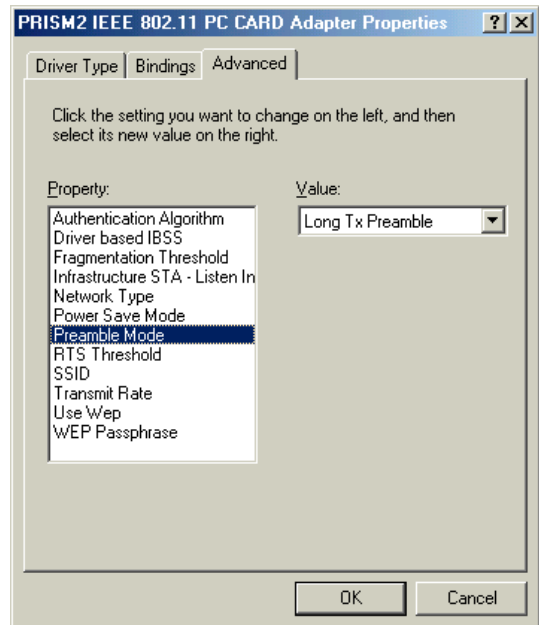 PRISM2 IEEE 802.11 PC CARD Adapter Properties
Driver Type
Bindings
Advanced
Click the setting you want to change on the left, and then
select its new value on the right.
Property:
Authentication Algorithm
Driver based IBSS
Fragmentation Threshold
Infrastructure STA - Listen In
Network Type
Power Save Mode
Preamble Mode
RTS Threshold
SSID
Transmit Rate
Use Wep
WEP Passphrase
Value:
Long Tx Preamble
OK
Cancel